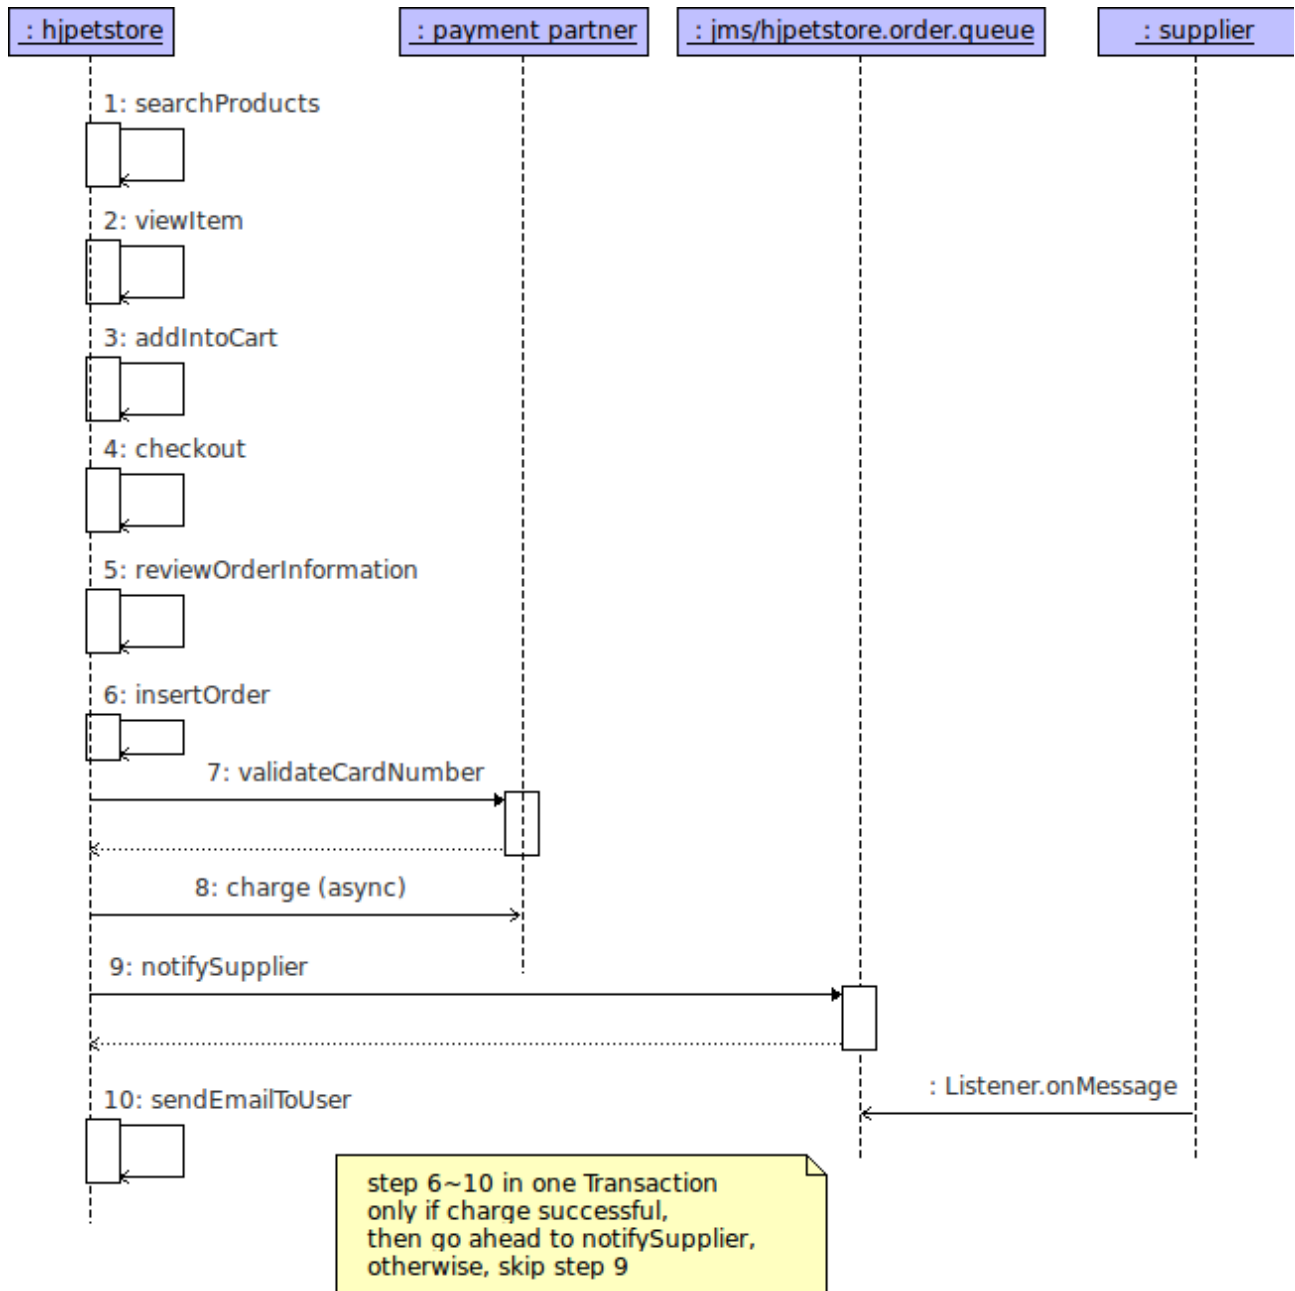 : hjpetstore
: payment partner
: jms/hjpetstore.order.queue
: supplier
1: searchProducts
2: viewItem
3: addIntoCart
4: checkout
5: reviewOrderInformation
6: insertOrder
7: validateCardNumber
8: charge (async)
9: notifySupplier
: Listener.onMessage
10: sendEmailToUser
step 6~10 in one Transaction
only if charge successful,
then go ahead to notifySupplier,
otherwise, skip step 9